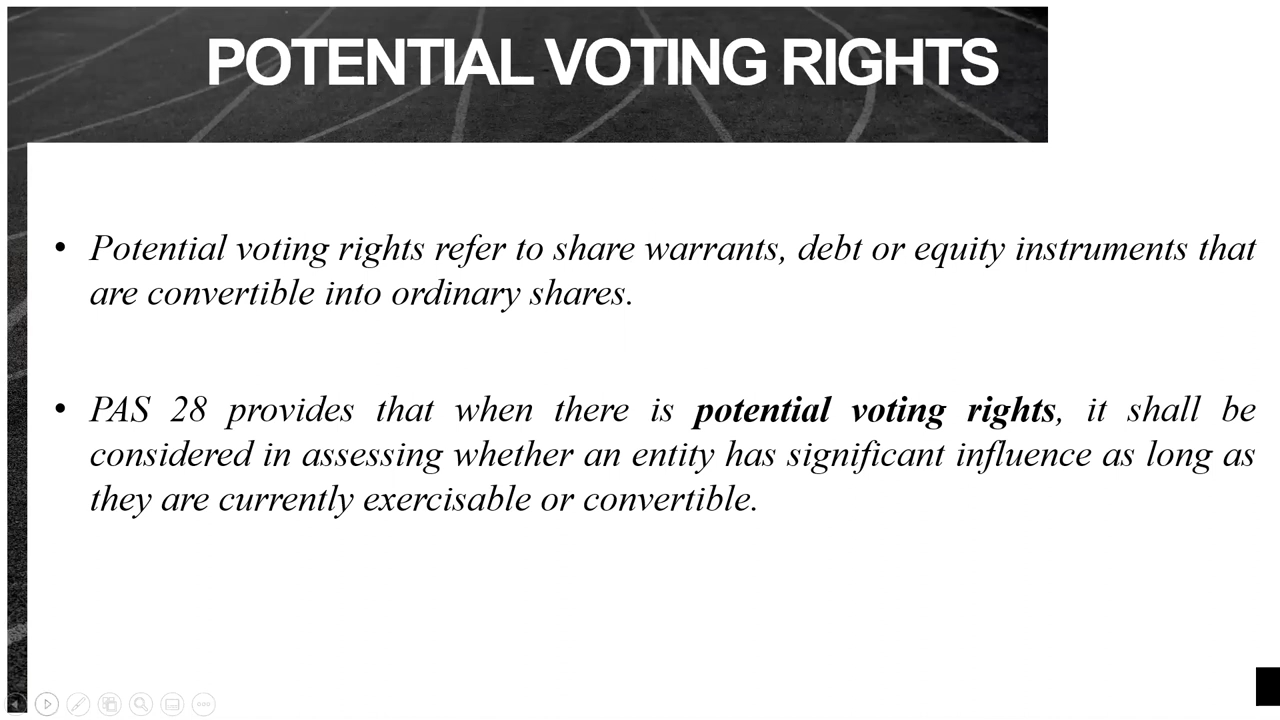 POTENTIAL VOTING RIGHTS
• Potential voting rights refer to share warrants, debt or equity instruments that
are convertible into ordinary shares.
• PAS 28 provides that when there is potential voting rights, it shall be
considered in assessing whether an entity has significant influence as long as
they are currently exercisable or convertible.